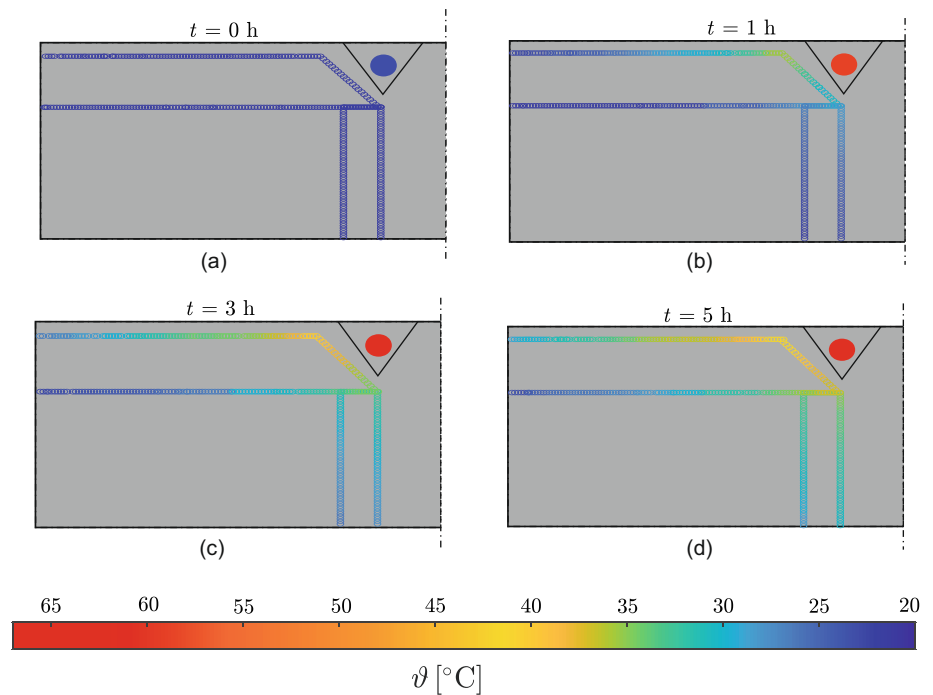 t = 0 h
t = 1 h
(a)
(b)
t = 3 h
t = 5 h
(c)
(d)
65 60 55 50 45 40 35 30 25 20
ϑ [°C]